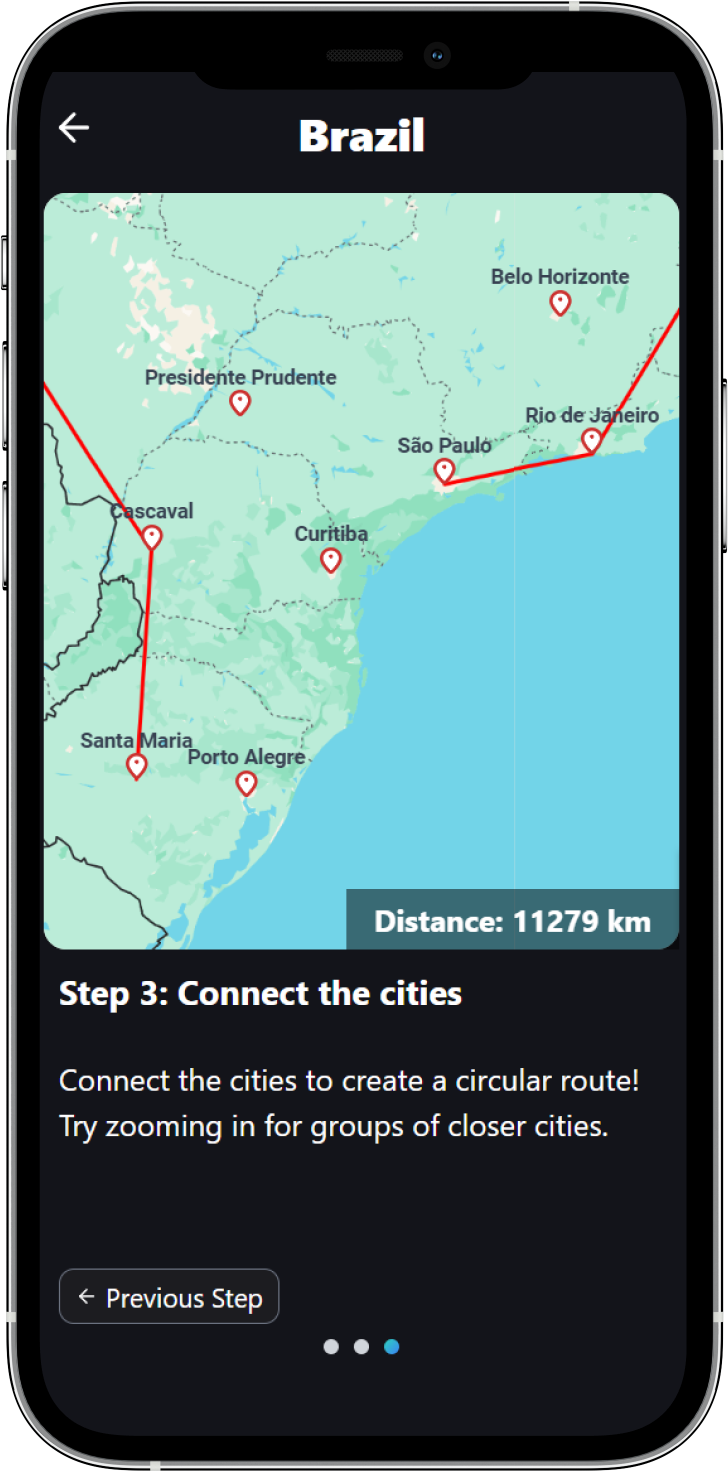 Brazil
Belo Horizonte
Presidente Prudente
Rio de Janeiro
São Paulo
Cascaval
Curitiba
Santa Maria
Porto Alegre
Distance: 11279 km
Step 3: Connect the cities
Connect the cities to create a circular route!
Try zooming in for groups of closer cities.
Previous Step